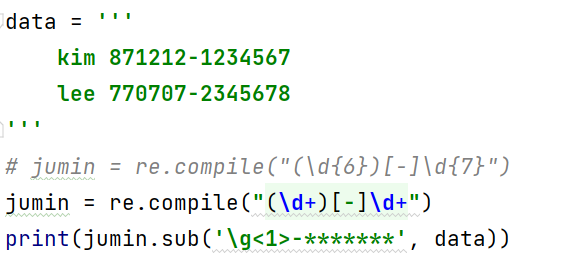 data = '''
    kim 871212-1234567
    lee 770707-2345678
'''
# jumin = re.compile("(\d{6})[-]\d{7}")
jumin = re.compile("(\d+)[-]\d+")
print(jumin.sub('\g<1>-*******', data))